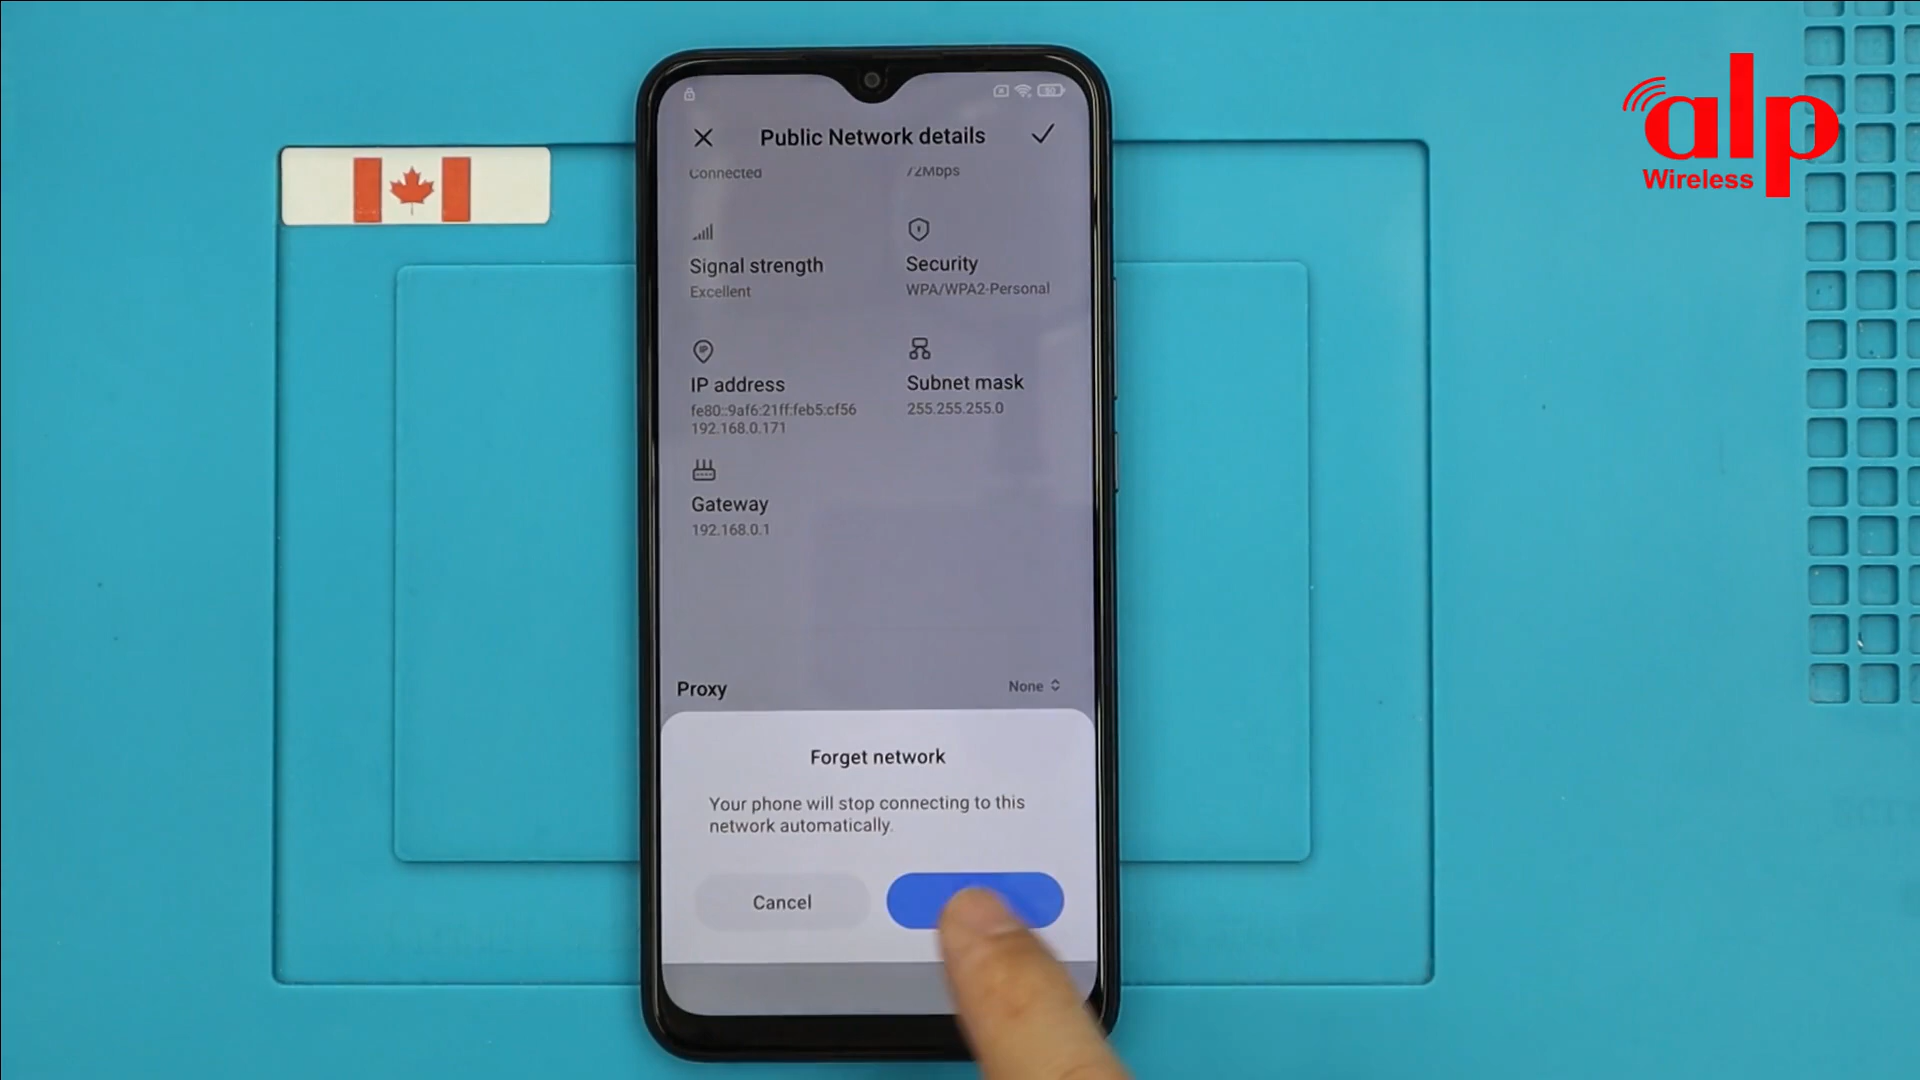 alp
Wireless
Public Network details
Connected
72Mbps
Signal strength
Excellent
Security
WPA/WPA2-Personal
IP address
fe80::9af6:21ff:feb5:cf56
192.168.0.171
Subnet mask
255.255.255.0
Gateway
192.168.0.1
Proxy
None
Forget network
Your phone will stop connecting to this
network automatically.
Cancel